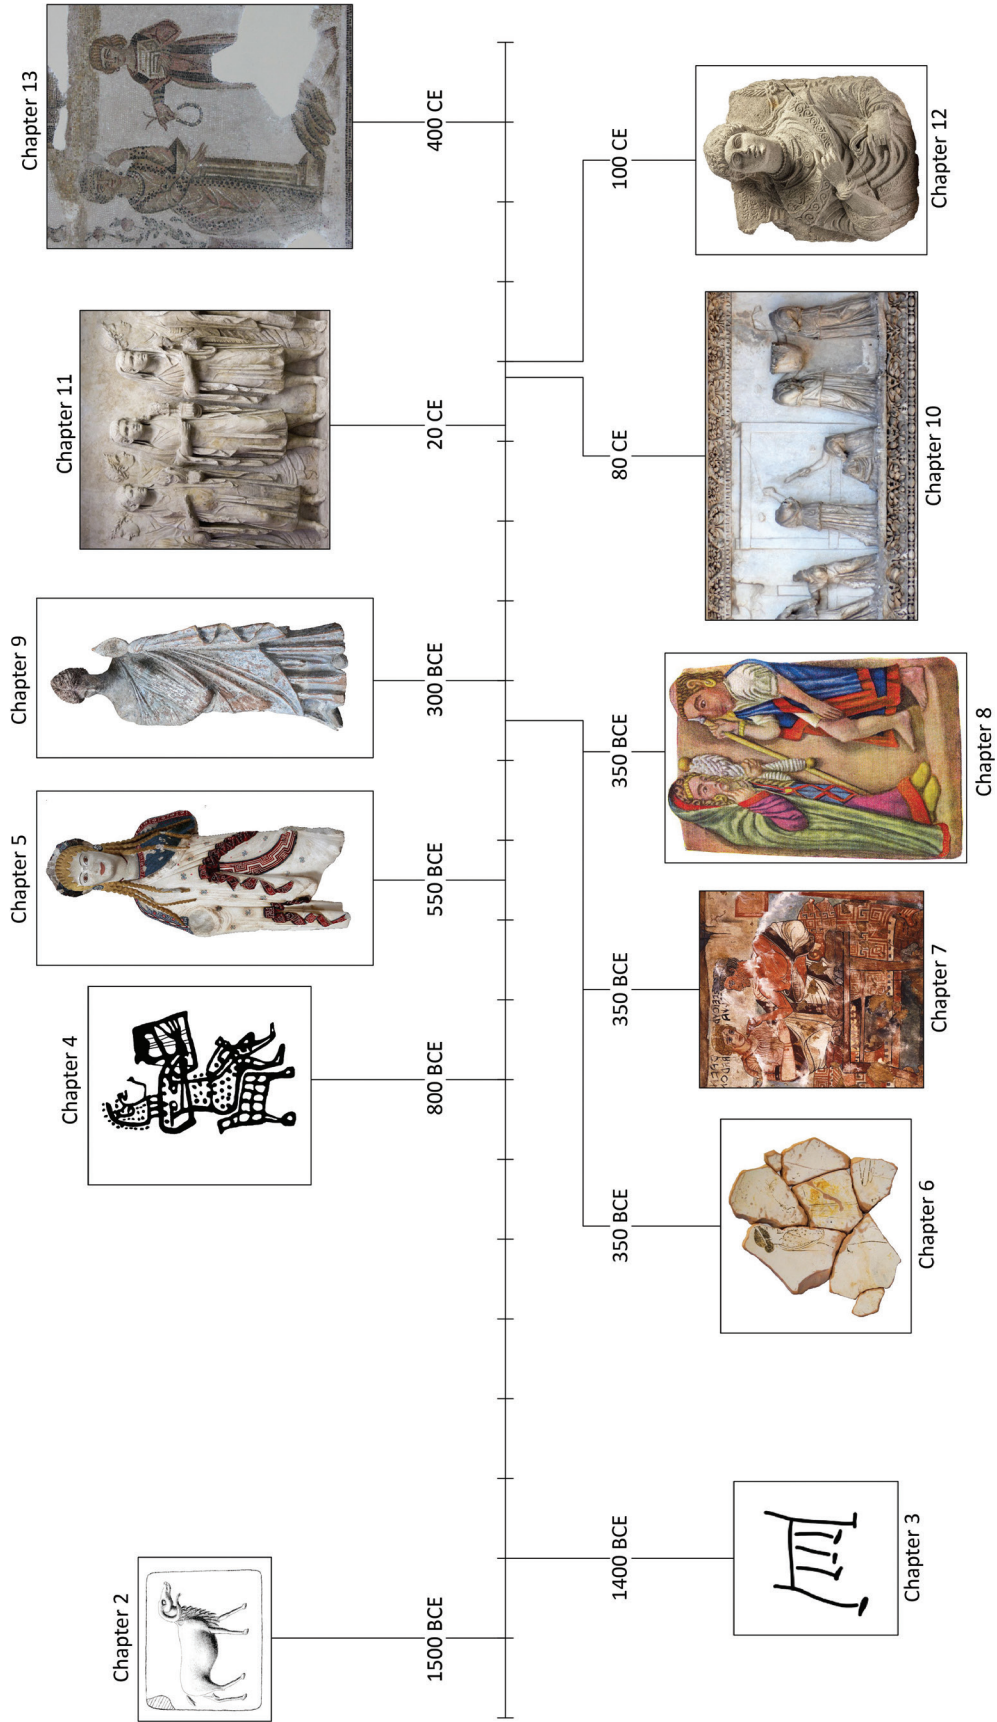 Chapter 2
Chapter 4
Chapter 5
Chapter 9
Chapter 11
Chapter 13
1500 BCE
800 BCE
550 BCE
300 BCE
20 CE
400 CE
1400 BCE
350 BCE
350 BCE
350 BCE
80 CE
100 CE
Chapter 3
Chapter 6
Chapter 7
Chapter 8
Chapter 10
Chapter 12